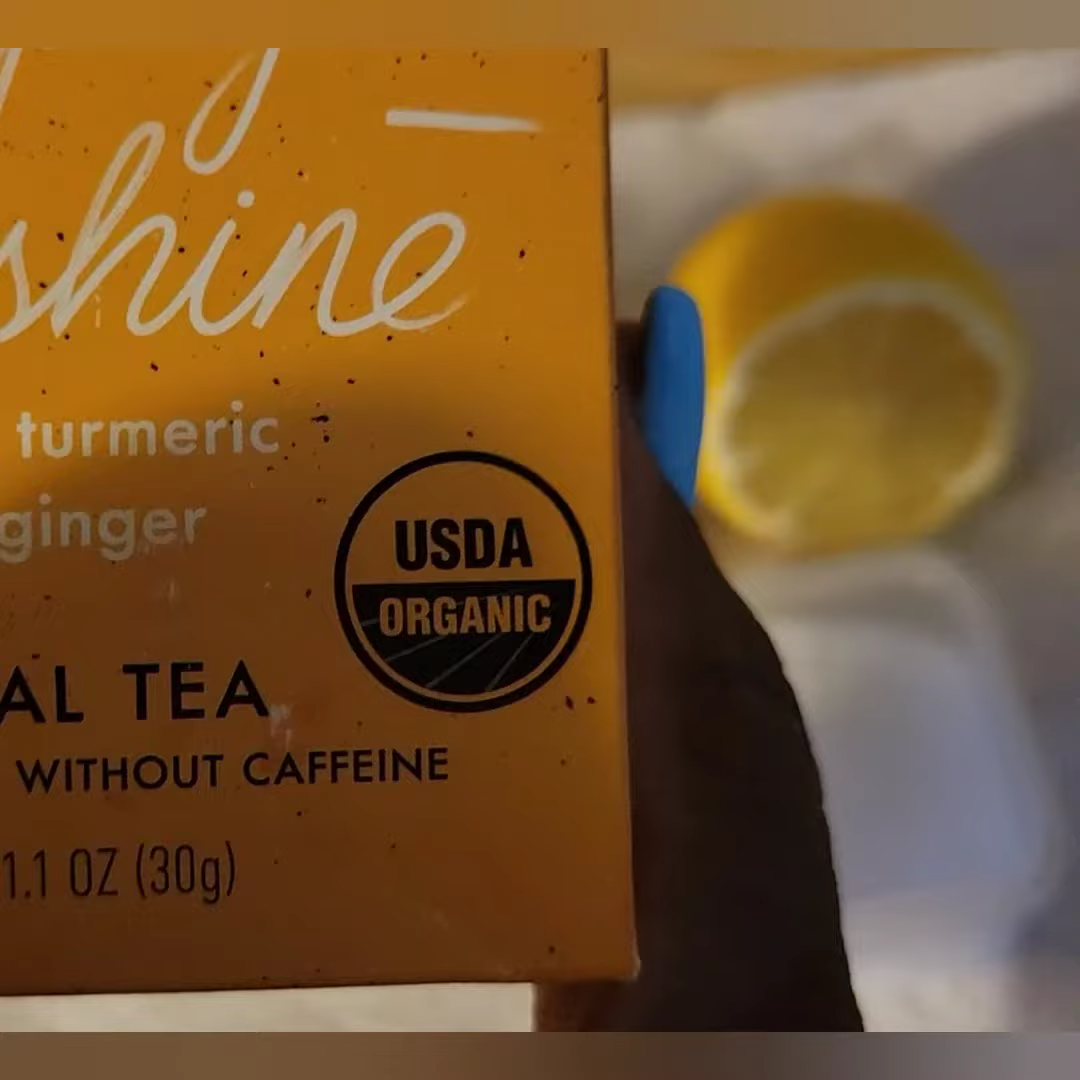 shine
turmeric
ginger
USDA
ORGANIC
AL TEA
WITHOUT CAFFEINE
1.1 OZ (30g)